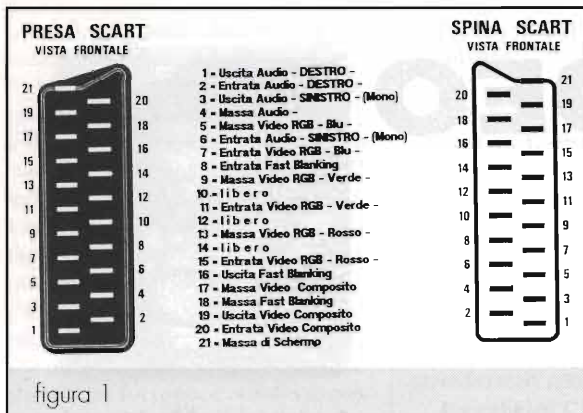 PRESA SCART
VISTA FRONTALE
21
19
17
15
13
11
9
7
5
3
1
20
18
16
14
12
10
8
6
4
2
1 - Uscita Audio - DESTRO -
2 - Entrata Audio - DESTRO -
3 - Uscita Audio - SINISTRO - (Mono)
4 - Massa Audio -
5 - Massa Video RGB - Blu -
6 - Entrata Audio - SINISTRO - (Mono)
7 - Entrata Video RGB - Blu -
8 - Entrata Fast Blanking
9 - Massa Video RGB - Verde -
10 - libero
11 - Entrata Video RGB - Verde -
12 - libero
13 - Massa Video RGB - Rosso -
14 - libero
15 - Entrata Video RGB - Rosso -
16 - Uscita Fast Blanking
17 - Massa Video Composito
18 - Massa Fast Blanking
19 - Uscita Video Composito
20 - Entrata Video Composito
21 - Massa di Schermo
SPINA SCART
VISTA FRONTALE
20
18
16
14
12
10
8
6
4
2
21
19
17
15
13
11
9
7
5
3
1
figura 1